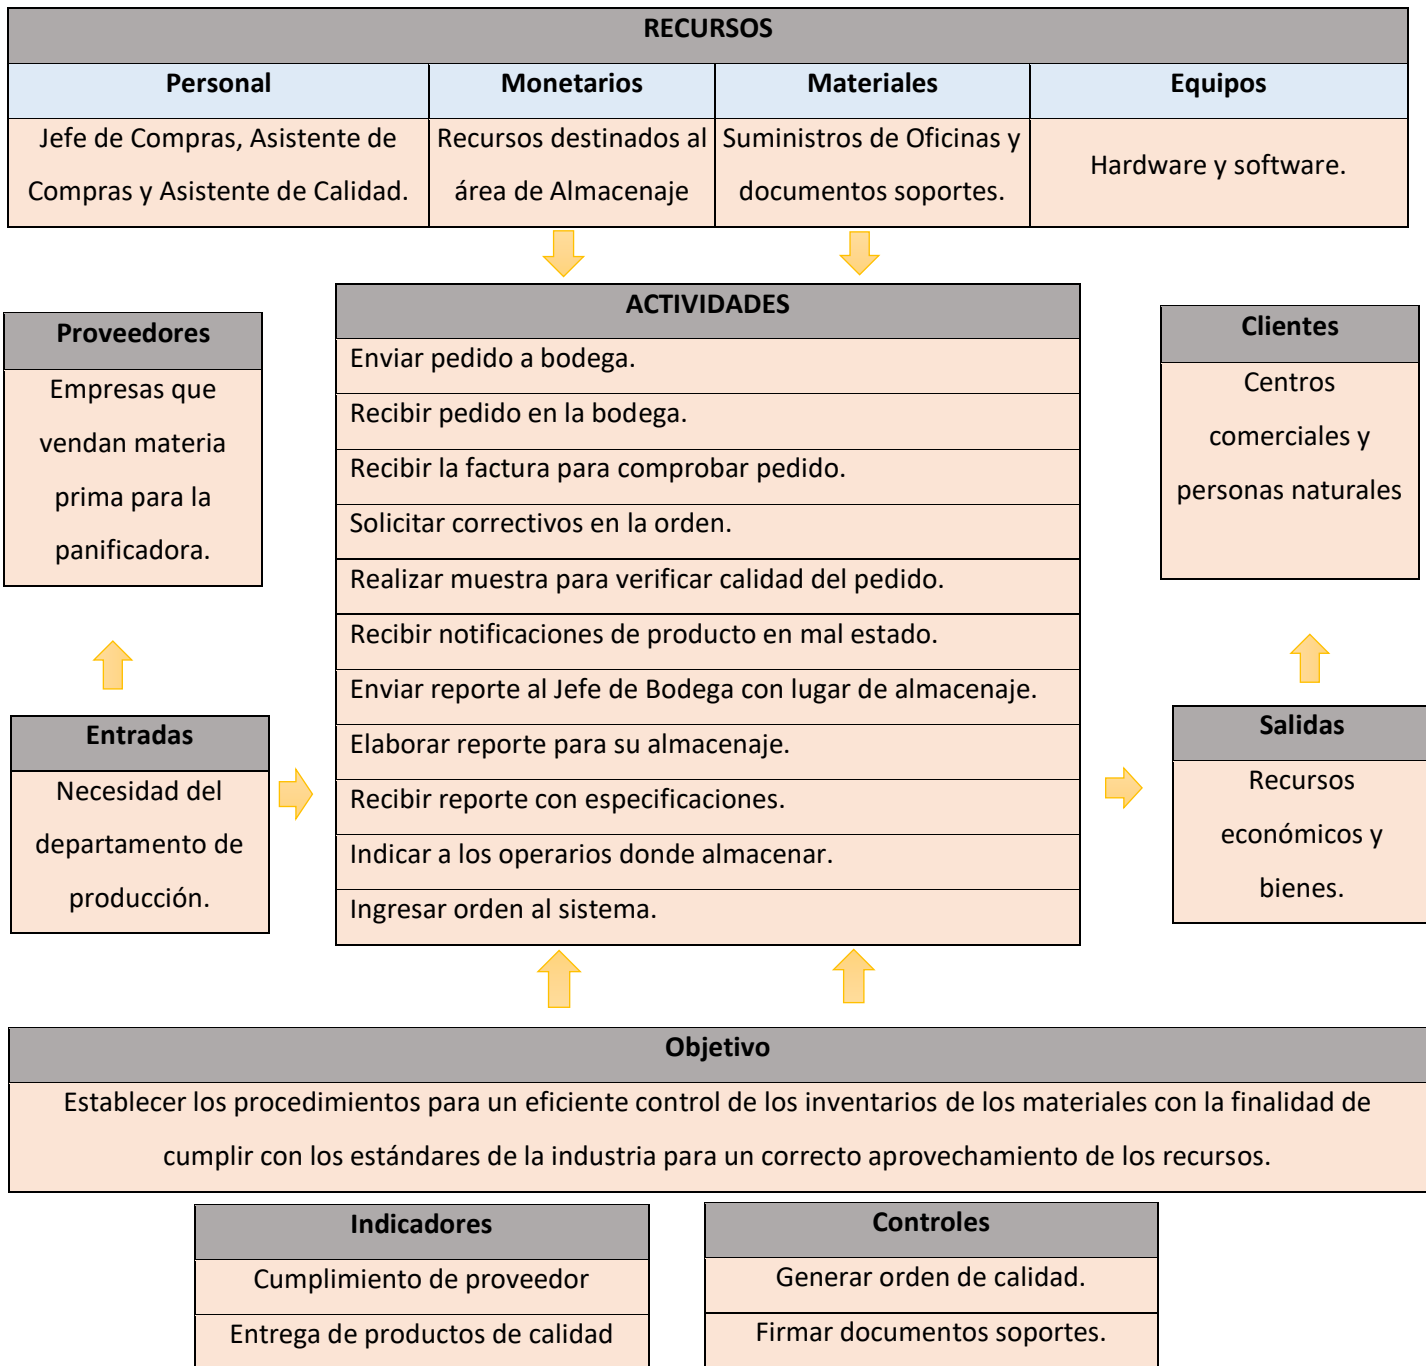 RECURSOS
Personal
Monetarios
Materiales
Equipos
Jefe de Compras, Asistente de
Compras y Asistente de Calidad.
Recursos destinados al
área de Almacenaje
Suministros de Oficinas y
documentos soportes.
Hardware y software.
Proveedores
Empresas que
vendan materia
prima para la
panificadora.
Entradas
Necesidad del
departamento de
producción.
ACTIVIDADES
Enviar pedido a bodega.
Recibir pedido en la bodega.
Recibir la factura para comprobar pedido.
Solicitar correctivos en la orden.
Realizar muestra para verificar calidad del pedido.
Recibir notificaciones de producto en mal estado.
Enviar reporte al Jefe de Bodega con lugar de almacenaje.
Elaborar reporte para su almacenaje.
Recibir reporte con especificaciones.
Indicar a los operarios donde almacenar.
Ingresar orden al sistema.
Clientes
Centros
comerciales y
personas naturales
Salidas
Recursos
económicos y
bienes.
Objetivo
Establecer los procedimientos para un eficiente control de los inventarios de los materiales con la finalidad de
cumplir con los estándares de la industria para un correcto aprovechamiento de los recursos.
Indicadores
Cumplimiento de proveedor
Entrega de productos de calidad
Controles
Generar orden de calidad.
Firmar documentos soportes.